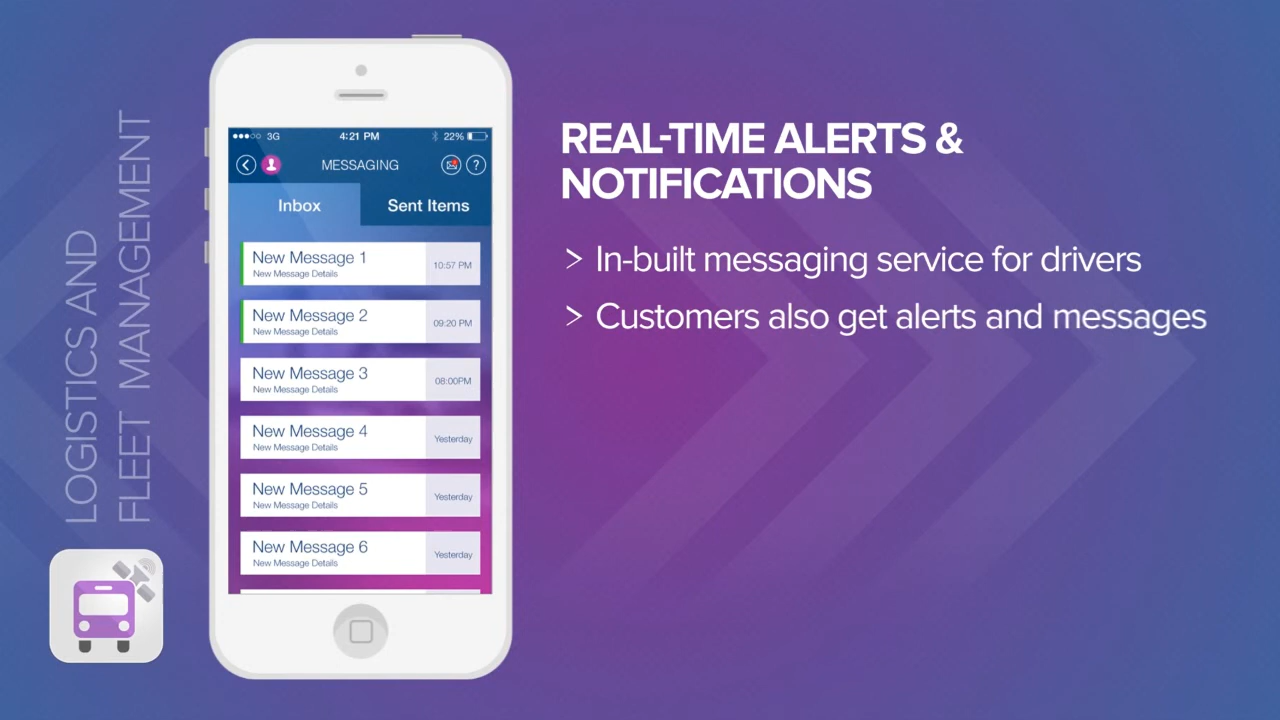 LOGISTICS AND
FLEET MANAGEMENT
3G 4:21 PM 22%
MESSAGING ?
Inbox Sent Items
New Message 1
New Message Details
10:57 PM
New Message 2
New Message Details
09:20 PM
New Message 3
New Message Details
08:00PM
New Message 4
New Message Details
Yesterday
New Message 5
New Message Details
Yesterday
New Message 6
New Message Details
Yesterday
REAL-TIME ALERTS &
NOTIFICATIONS
> In-built messaging service for drivers
> Customers also get alerts and messages